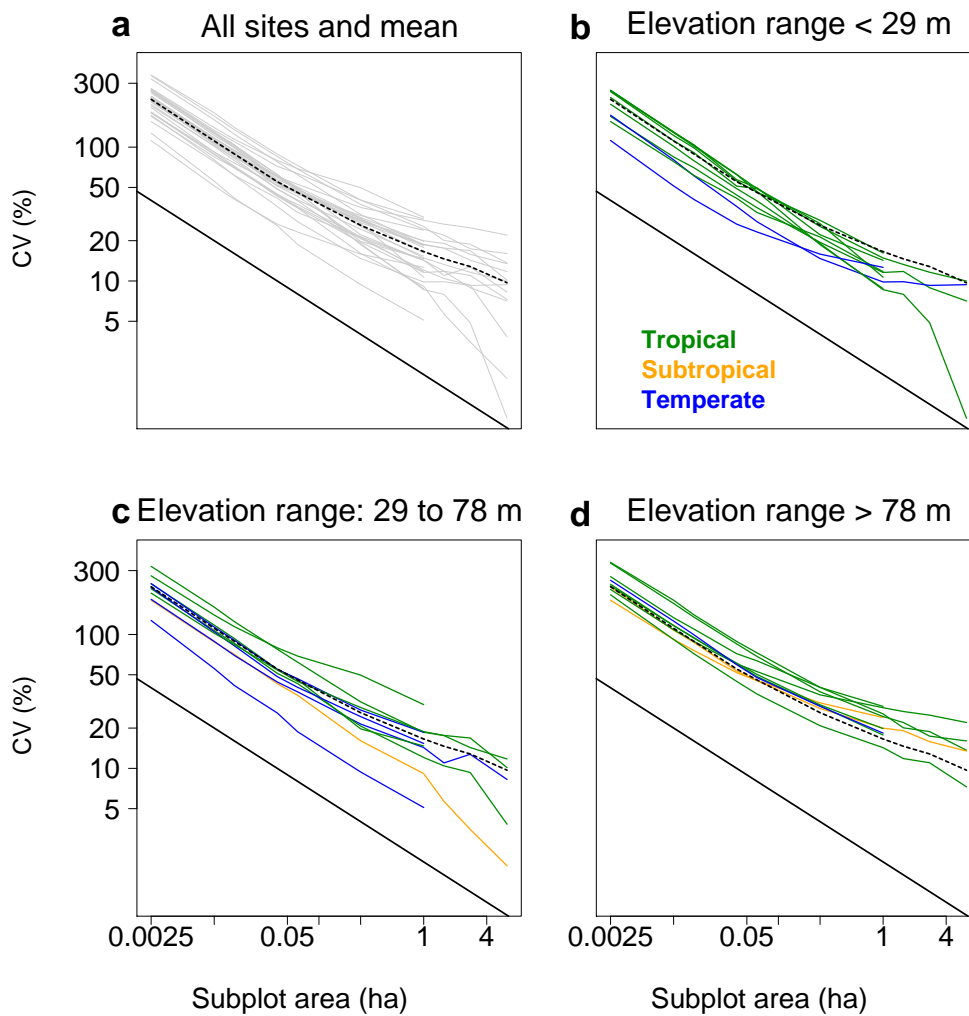 a All sites and mean
b Elevation range < 29 m
300
100
50
20
10
5
CV (%)
Tropical
Subtropical
Temperate
c Elevation range: 29 to 78 m
d Elevation range > 78 m
300
100
50
20
10
5
CV (%)
0.0025 0.05 1 4
0.0025 0.05 1 4
Subplot area (ha)
Subplot area (ha)